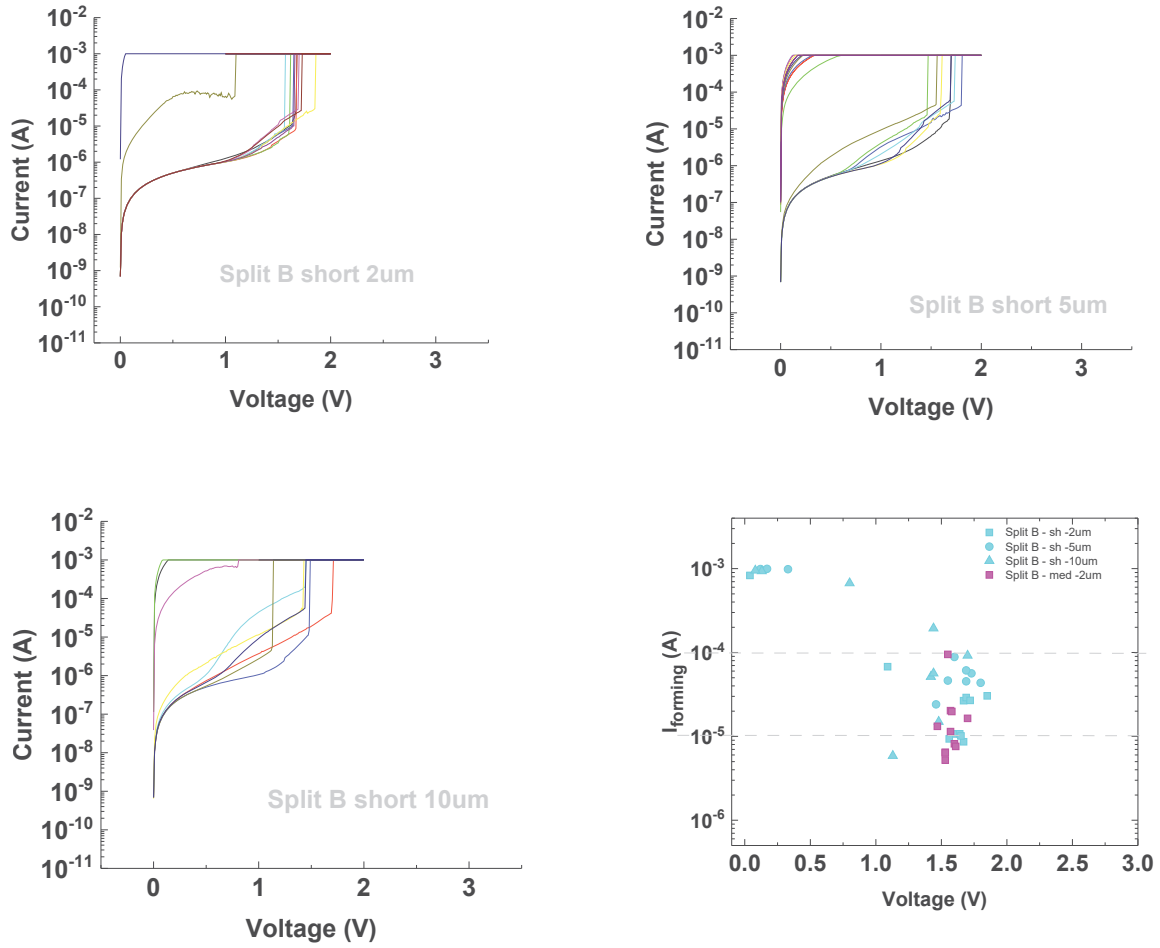 10⁻²
10⁻³
10⁻⁴
10⁻⁵
10⁻⁶
10⁻⁷
10⁻⁸
10⁻⁹
10⁻¹⁰
10⁻¹¹
Current (A)
Split B short 2um
0 1 2 3
Voltage (V)
10⁻²
10⁻³
10⁻⁴
10⁻⁵
10⁻⁶
10⁻⁷
10⁻⁸
10⁻⁹
10⁻¹⁰
10⁻¹¹
Current (A)
Split B short 5um
0 1 2 3
Voltage (V)
10⁻²
10⁻³
10⁻⁴
10⁻⁵
10⁻⁶
10⁻⁷
10⁻⁸
10⁻⁹
10⁻¹⁰
10⁻¹¹
Current (A)
Split B short 10um
0 1 2 3
Voltage (V)
Split B - sh -2um
Split B - sh -5um
Split B - sh -10um
Split B - med -2um
10⁻³
10⁻⁴
10⁻⁵
10⁻⁶
I_forming (A)
0.0 0.5 1.0 1.5 2.0 2.5 3.0
Voltage (V)